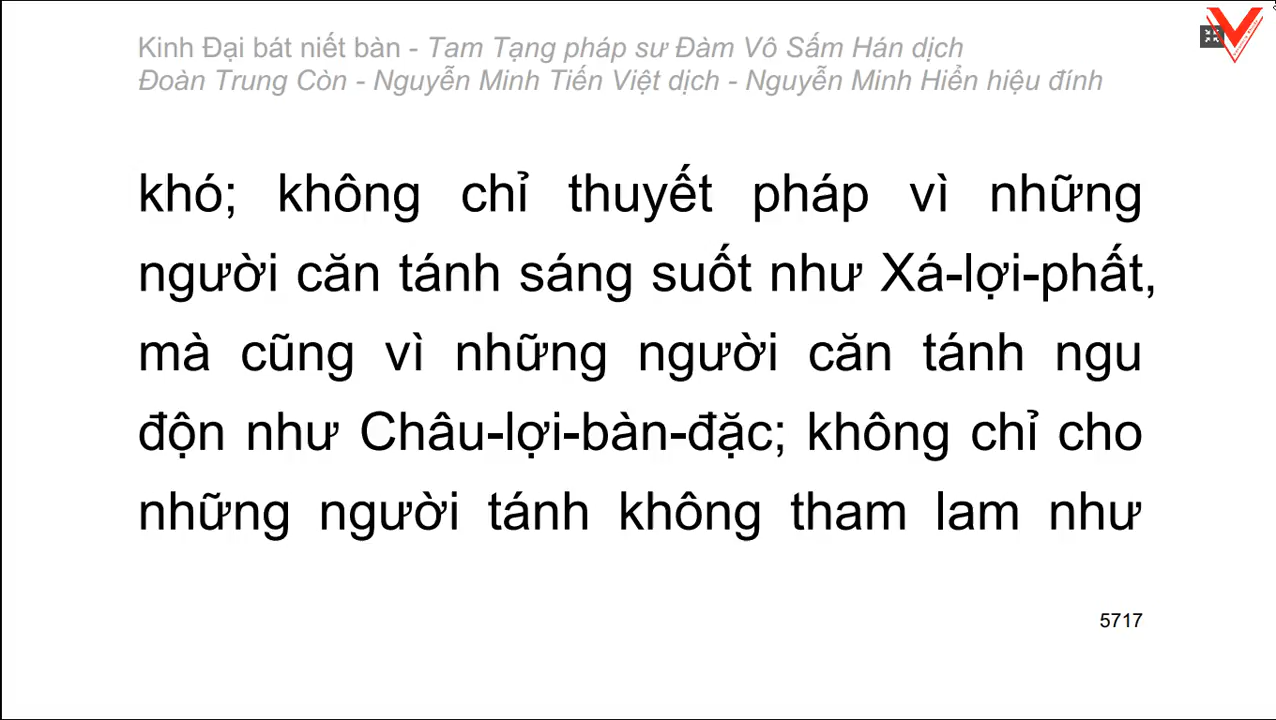 Kinh Đại bát niết bàn - Tam Tạng pháp sư Đàm Vô Sấm Hán dịch
Đoàn Trung Còn - Nguyễn Minh Tiến Việt dịch - Nguyễn Minh Hiển hiệu đính
khó; không chỉ thuyết pháp vì những
người căn tánh sáng suốt như Xá-lợi-phất,
mà cũng vì những người căn tánh ngu
độn như Châu-lợi-bàn-đặc; không chỉ cho
những người tánh không tham lam như
5717